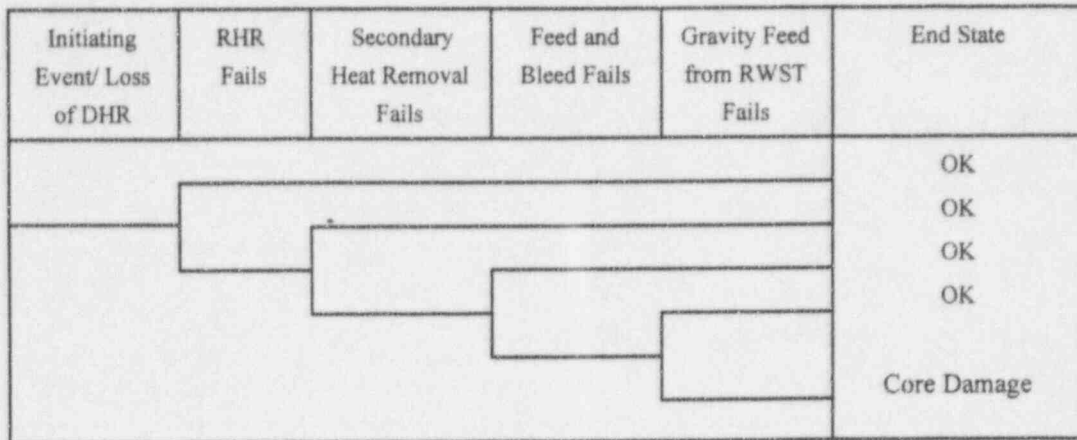 Initiating
Event/ Loss
of DHR
RHR
Fails
Secondary
Heat Removal
Fails
Feed and
Bleed Fails
Gravity Feed
from RWST
Fails
End State
OK
OK
OK
OK
Core Damage